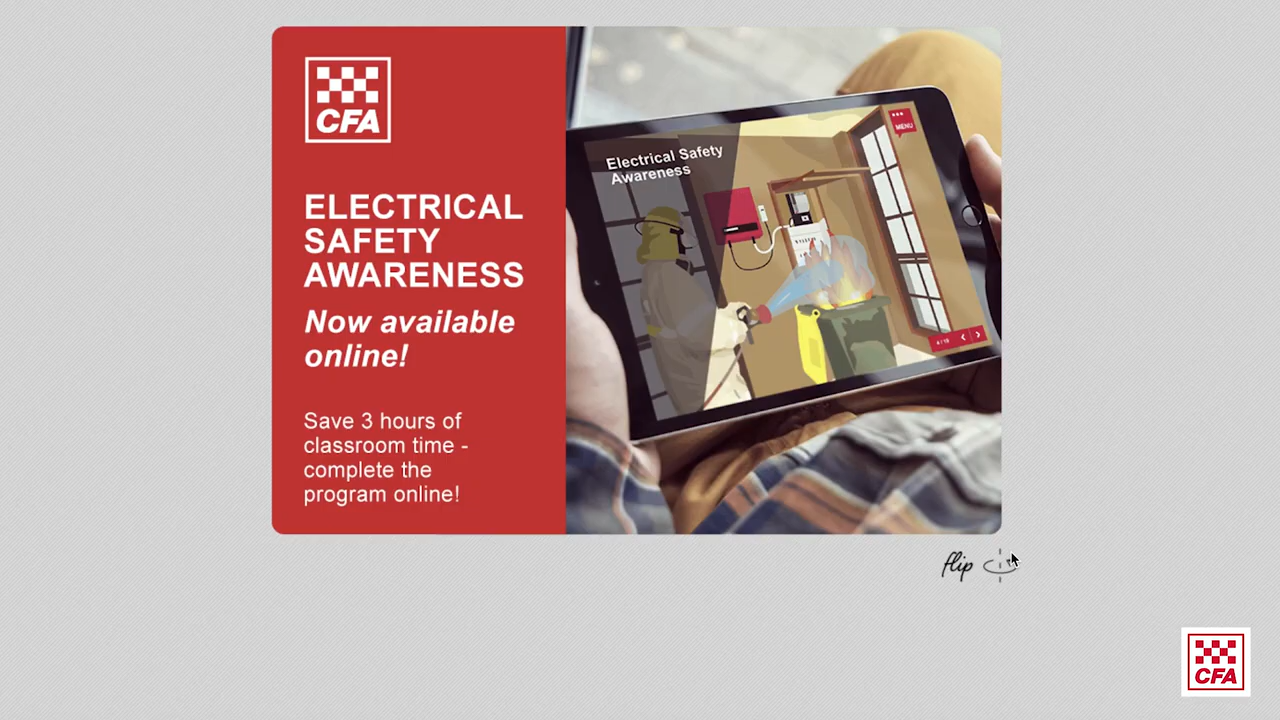 CFA
ELECTRICAL
SAFETY
AWARENESS
Now available
online!
Save 3 hours of
classroom time -
complete the
program online!
Electrical Safety
Awareness
MENU
flip
CFA